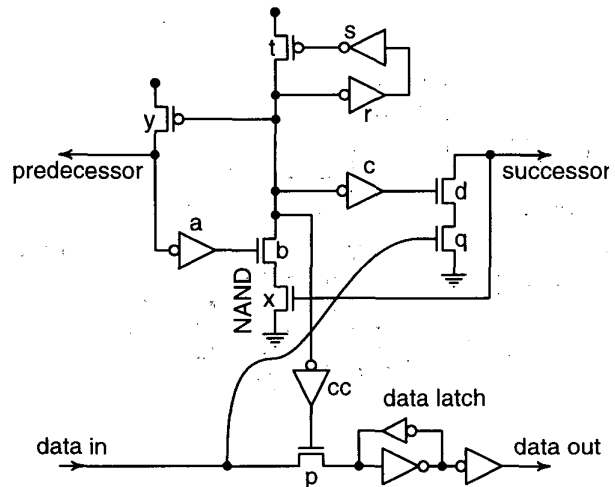 s
t
r
y
predecessor
c
successor
d
a
b
q
NAND
x
cc
data latch
data in
p
data out